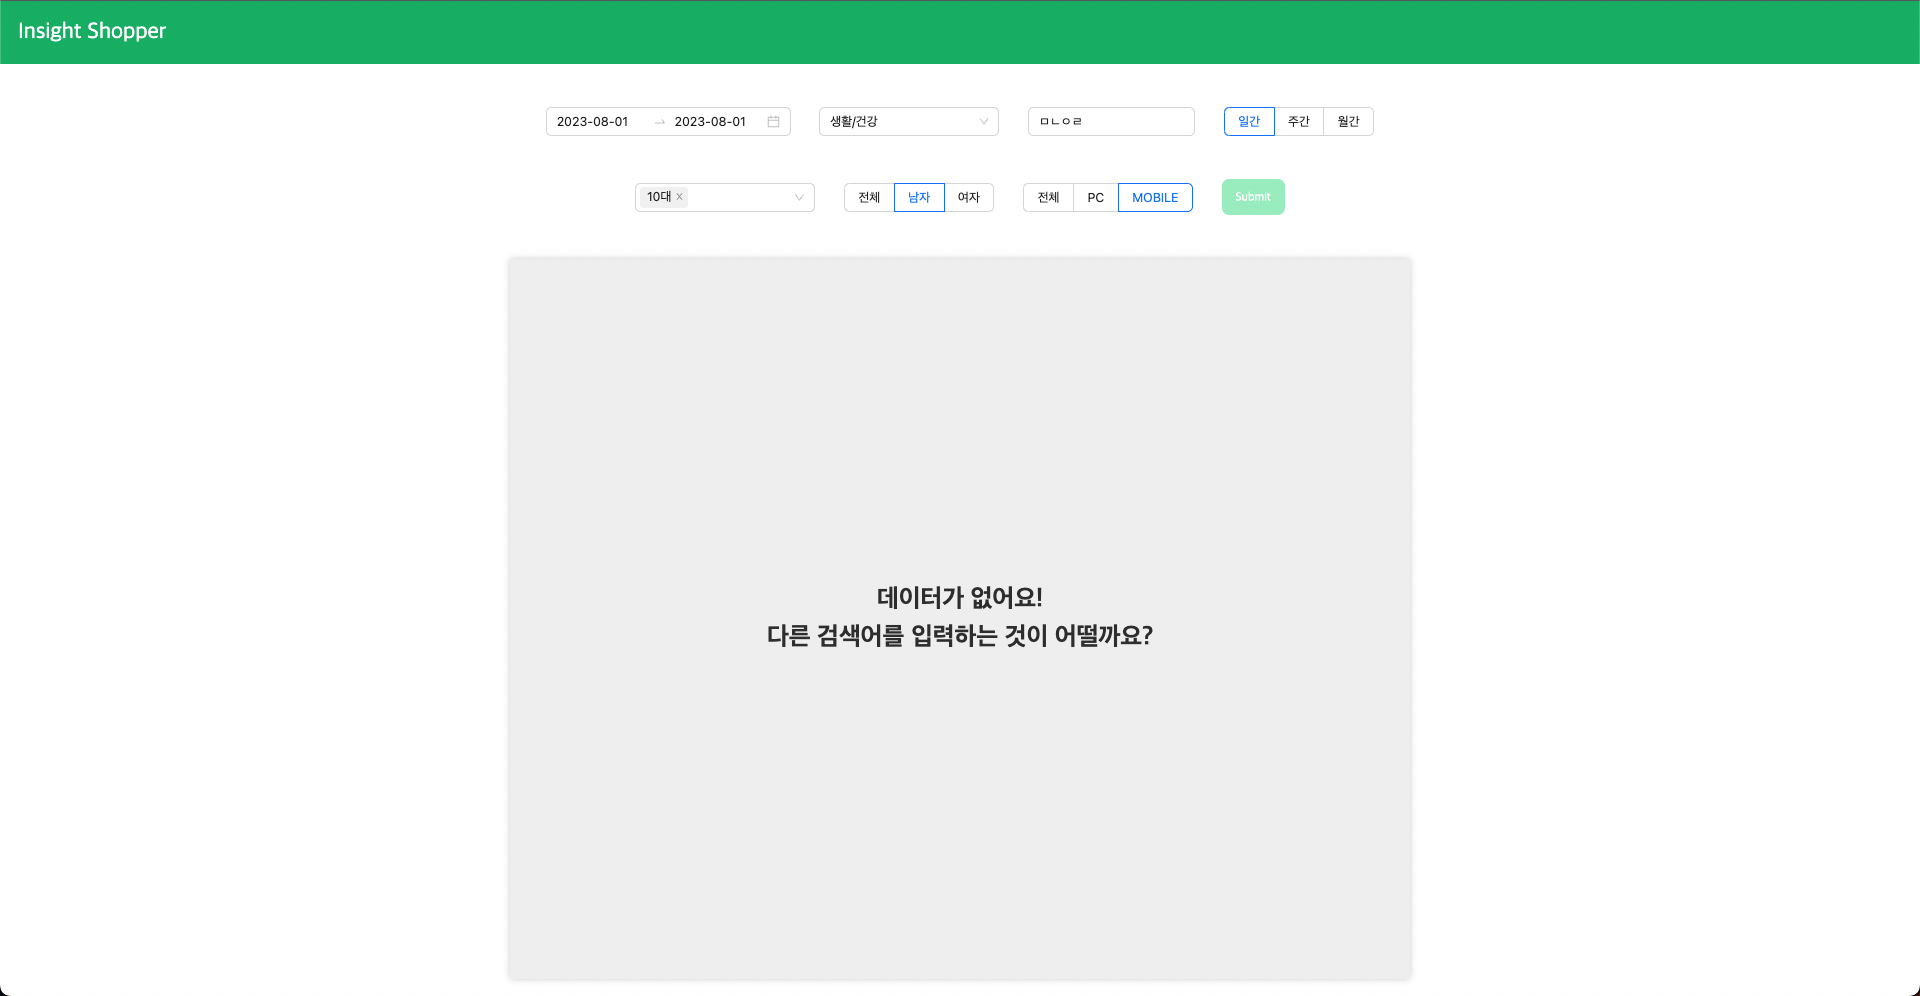 Insight Shopper
2023-08-01 → 2023-08-01 생활/건강 ㅁㄴㅇㄹ 일간 주간 월간
10대 × 전체 남자 여자 전체 PC MOBILE Submit
데이터가 없어요!
다른 검색어를 입력하는 것이 어떨까요?